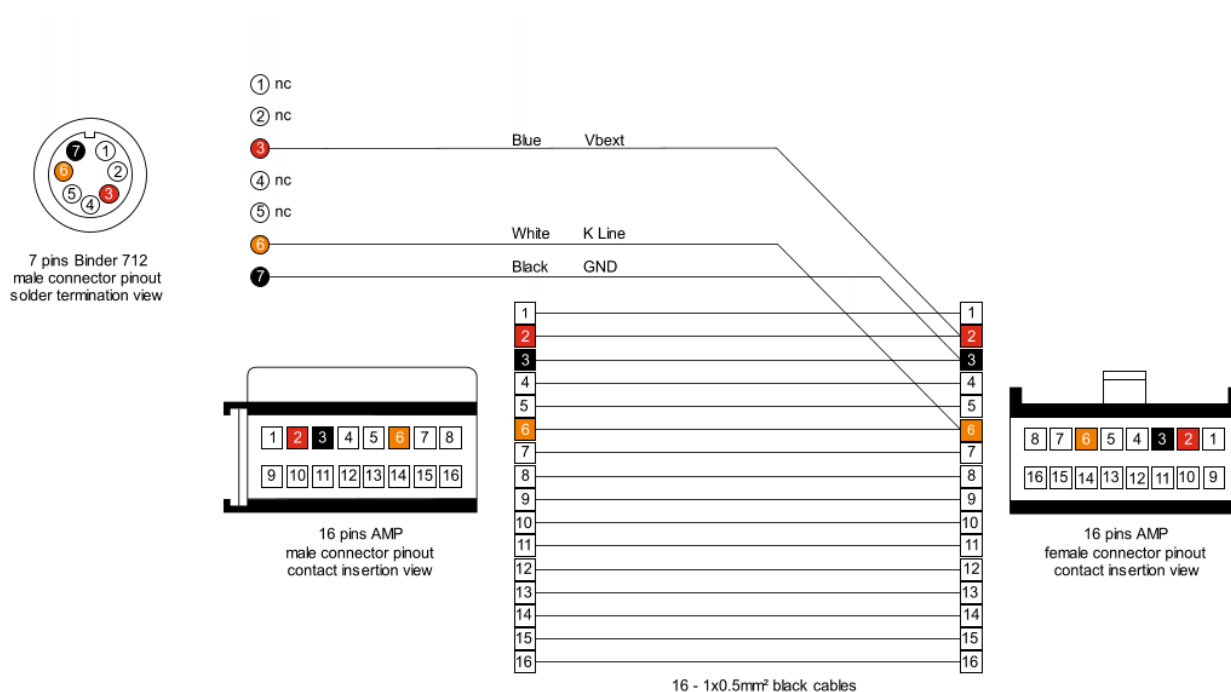 1 nc
2 nc
3 Blue Vbext
4 nc
5 nc
6 White K Line
7 Black GND
7 1
6 2
5 3
4
7 pins Binder 712
male connector pinout
solder termination view
1 1
2 2
3 3
4 4
5 5
6 6
7 7
8 8
9 9
10 10
11 11
12 12
13 13
14 14
15 15
16 16
16 - 1x0.5mm² black cables
1 2 3 4 5 6 7 8
9 10 11 12 13 14 15 16
16 pins AMP
male connector pinout
contact insertion view
8 7 6 5 4 3 2 1
16 15 14 13 12 11 10 9
16 pins AMP
female connector pinout
contact insertion view